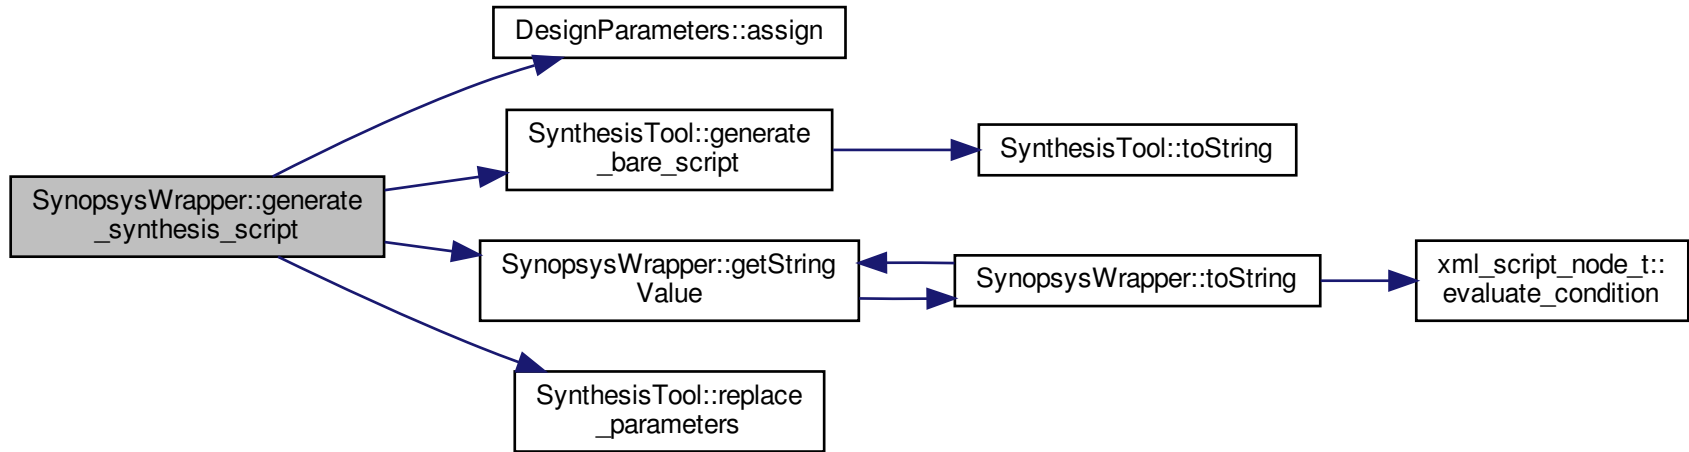 DesignParameters::assign
SynthesisTool::generate
_bare_script
SynthesisTool::toString
SynopsysWrapper::generate
_synthesis_script
SynopsysWrapper::getString
Value
SynopsysWrapper::toString
xml_script_node_t::
evaluate_condition
SynthesisTool::replace
_parameters